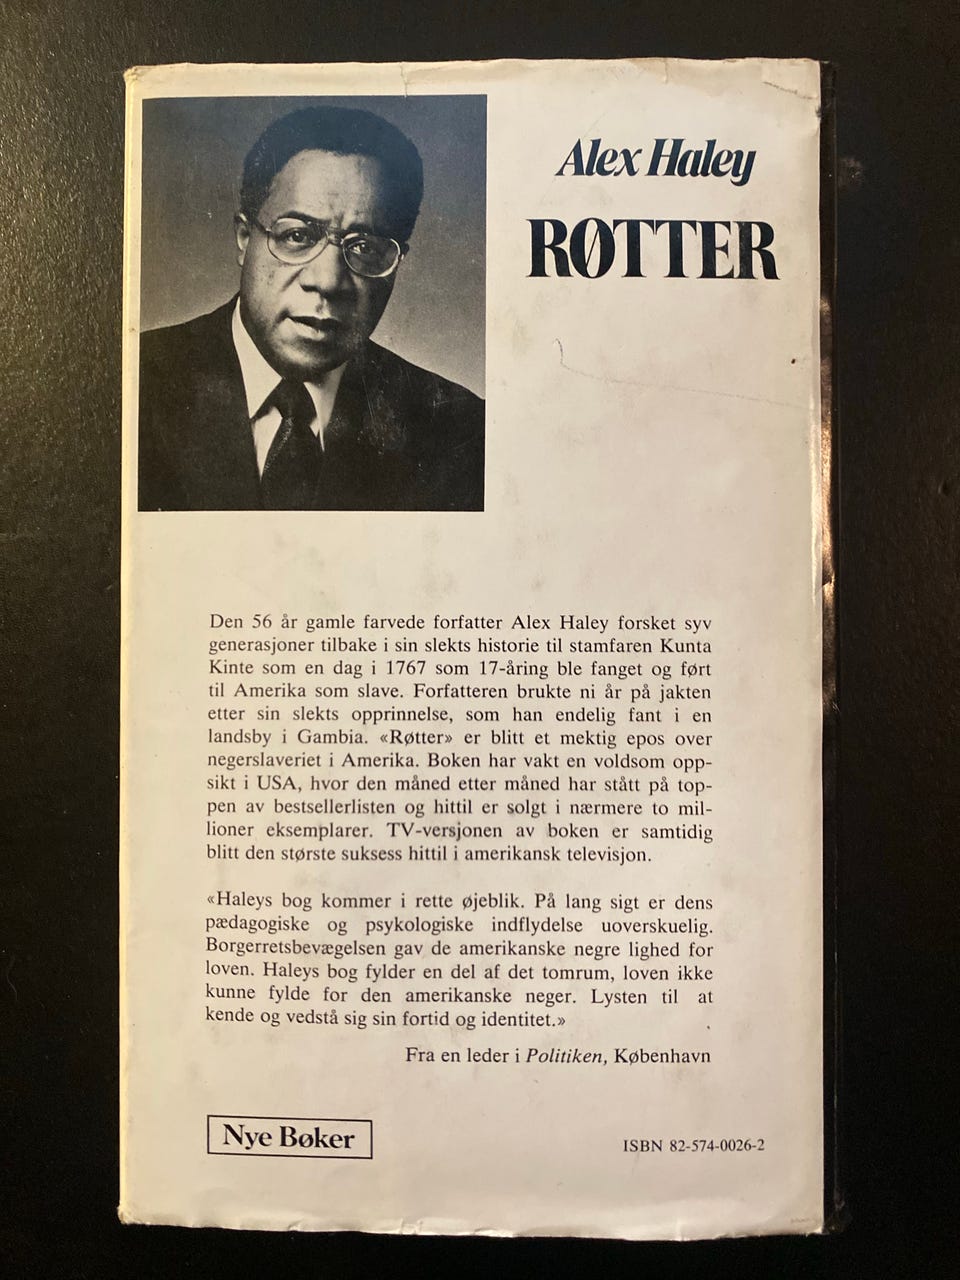 Alex Haley
RØTTER
Den 56 år gamle farvede forfatter Alex Haley forsket syv
generasjoner tilbake i sin slekts historie til stamfaren Kunta
Kinte som en dag i 1767 som 17-åring ble fanget og ført
til Amerika som slave. Forfatteren brukte ni år på jakten
etter sin slekts opprinnelse, som han endelig fant i en
landsby i Gambia. «Røtter» er blitt et mektig epos over
negerslaveriet i Amerika. Boken har vakt en voldsom opp-
sikt i USA, hvor den måned etter måned har stått på top-
pen av bestsellerlisten og hittil er solgt i nærmere to mil-
lioner eksemplarer. TV-versjonen av boken er samtidig
blitt den største suksess hittil i amerikansk televisjon.
«Haleys bog kommer i rette øjeblik. På lang sigt er dens
pædagogiske og psykologiske indflydelse uoverskuelig.
Borgerretsbevægelsen gav de amerikanske negre lighed for
loven. Haleys bog fylder en del af det tomrum, loven ikke
kunne fylde for den amerikanske neger. Lysten til at
kende og vedstå sig sin fortid og identitet.»
Fra en leder i Politiken, København
Nye Bøker
ISBN 82-574-0026-2